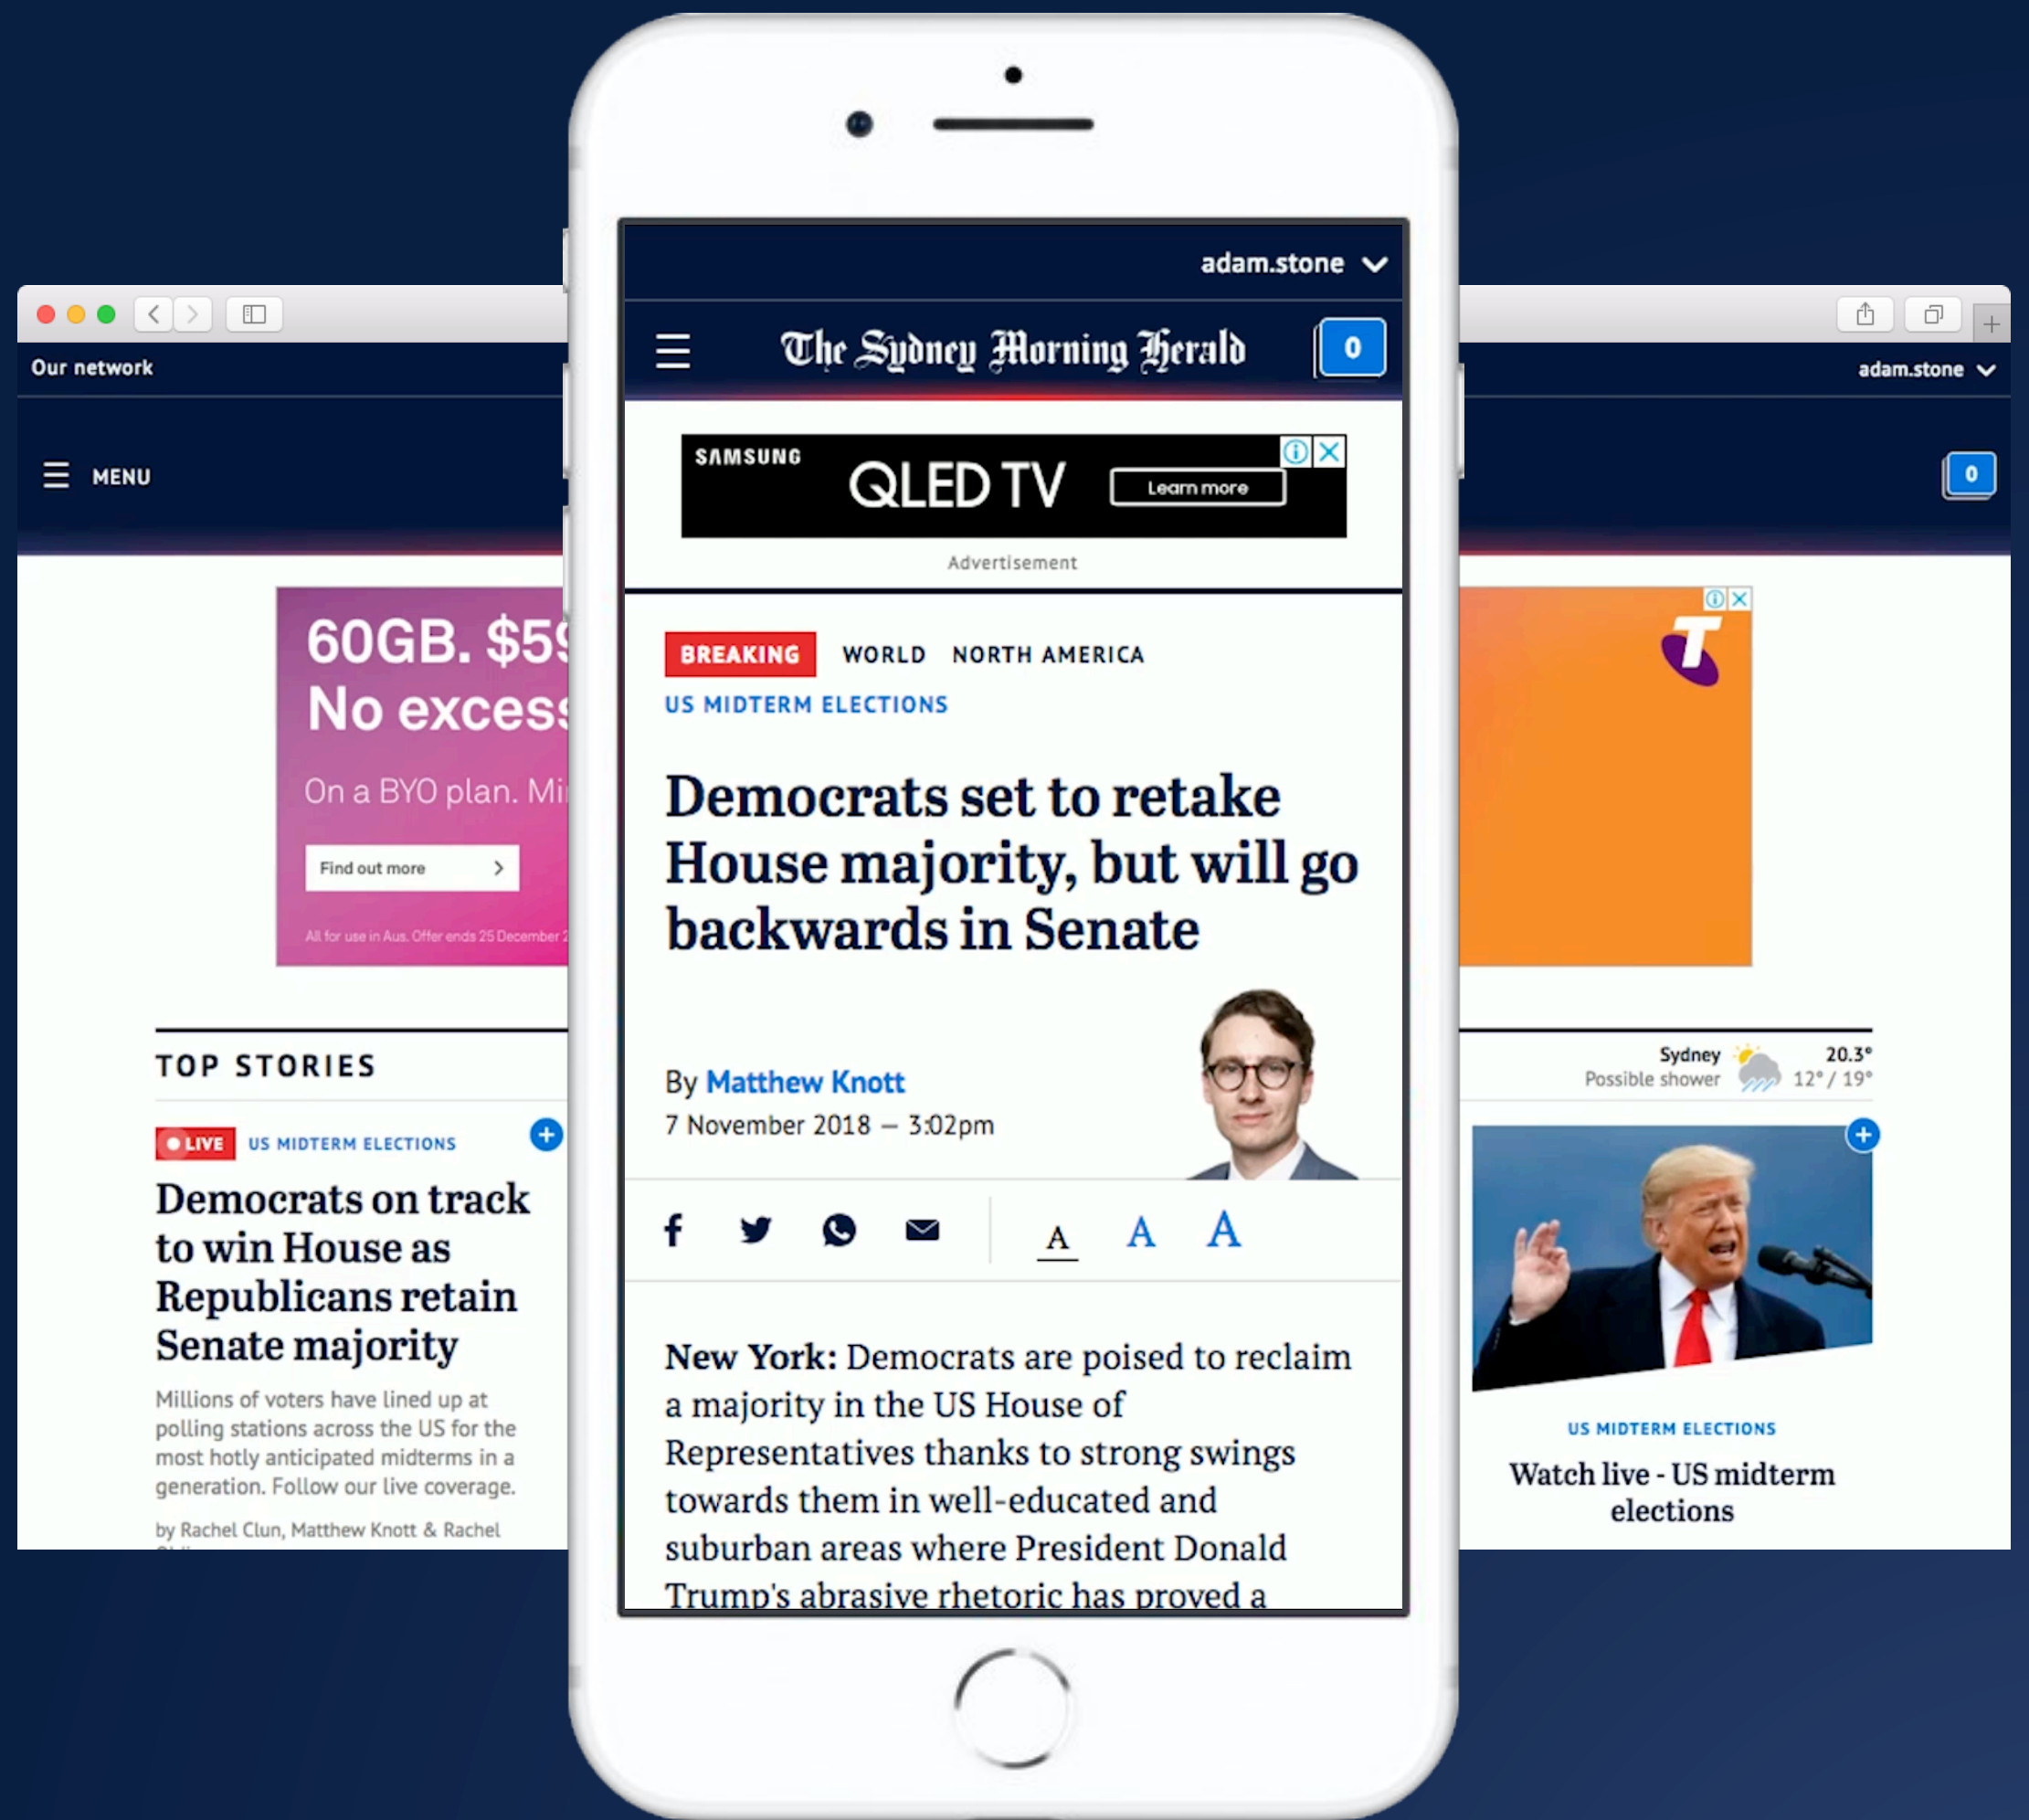 Our network
MENU
60GB. $59
No excess
On a BYO plan.
Find out more
All for use in Aus. Offer ends 25 December
TOP STORIES
LIVE US MIDTERM ELECTIONS
Democrats on track
to win House as
Republicans retain
Senate majority
Millions of voters have lined up at
polling stations across the US for the
most hotly anticipated midterms in a
generation. Follow our live coverage.
by Rachel Clun, Matthew Knott & Rachel
adam.stone
The Sydney Morning Herald 0
SAMSUNG
QLED TV
Learn more
Advertisement
BREAKING WORLD NORTH AMERICA
US MIDTERM ELECTIONS
Democrats set to retake
House majority, but will go
backwards in Senate
By Matthew Knott
7 November 2018 — 3:02pm
A A A
New York: Democrats are poised to reclaim
a majority in the US House of
Representatives thanks to strong swings
towards them in well-educated and
suburban areas where President Donald
Trump's abrasive rhetoric has proved a
adam.stone
0
T
Sydney 20.3°
Possible shower 12° / 19°
US MIDTERM ELECTIONS
Watch live - US midterm
elections